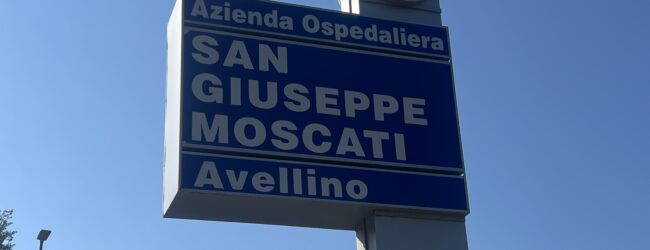 Azienda Ospedaliera
SAN
GIUSEPPE
MOSCATI
Avellino